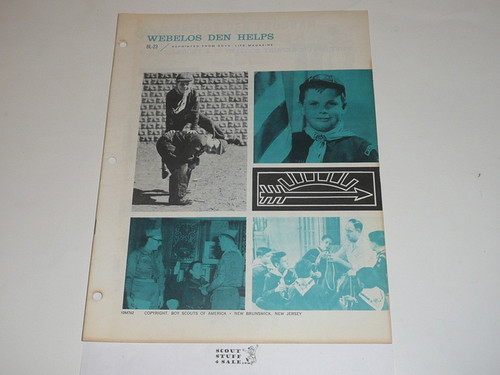 WEBELOS DEN HELPS
REPRINTED FROM BOYS' LIFE MAGAZINE
COPYRIGHT, BOY SCOUTS OF AMERICA • NEW BRUNSWICK, NEW JERSEY
SCOUT
STUFF
4 SALE